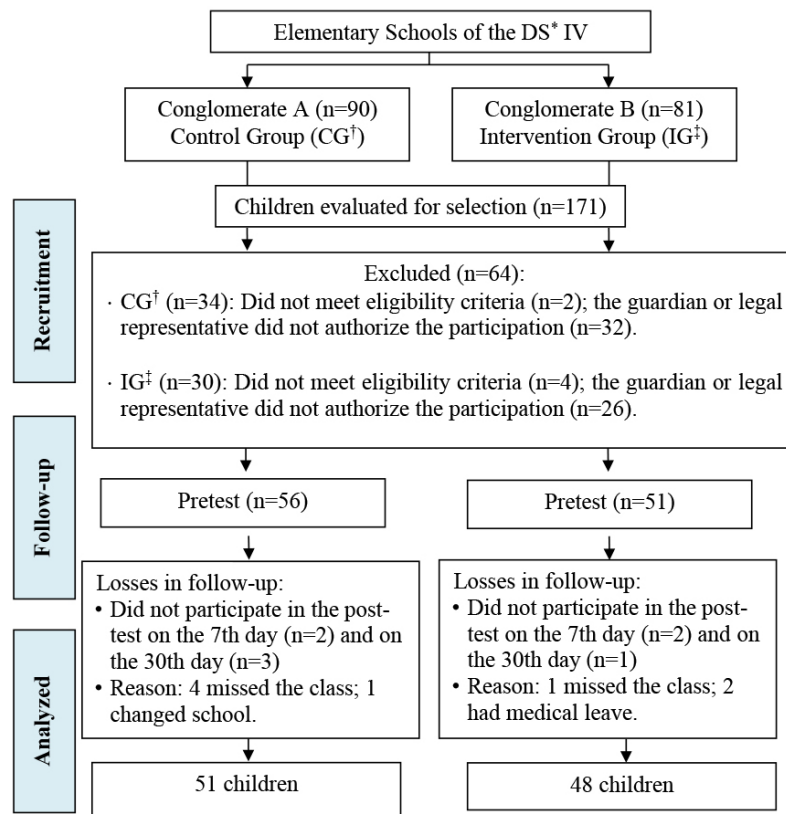 Elementary Schools of the DS* IV
Conglomerate A (n=90)
Control Group (CG†)
Conglomerate B (n=81)
Intervention Group (IG‡)
Children evaluated for selection (n=171)
Recruitment
Excluded (n=64):
· CG† (n=34): Did not meet eligibility criteria (n=2); the guardian or legal
representative did not authorize the participation (n=32).
· IG‡ (n=30): Did not meet eligibility criteria (n=4); the guardian or legal
representative did not authorize the participation (n=26).
Follow-up
Pretest (n=56)
Pretest (n=51)
Losses in follow-up:
• Did not participate in the post-
test on the 7th day (n=2) and on
the 30th day (n=3)
• Reason: 4 missed the class; 1
changed school.
Losses in follow-up:
• Did not participate in the post-
test on the 7th day (n=2) and on
the 30th day (n=1)
• Reason: 1 missed the class; 2
had medical leave.
Analyzed
51 children
48 children